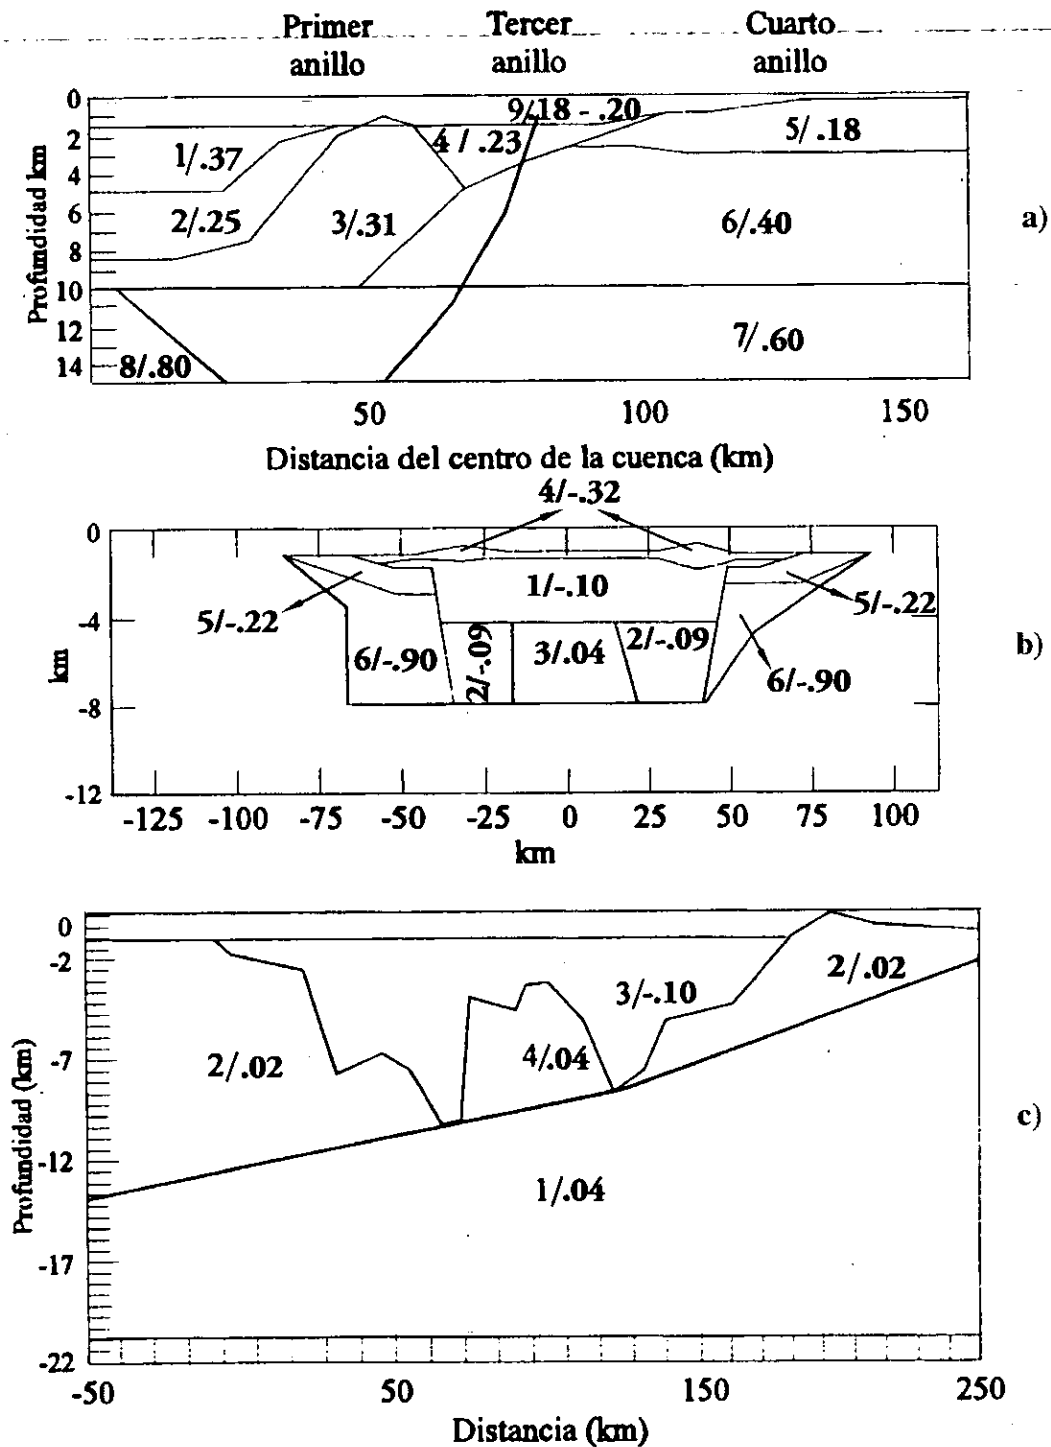 Primer Tercer Cuarto
anillo anillo anillo
0
9/.18 - .20
2
4 / .23
5/ .18
1/.37
4
6
2/.25
3/.31
6/.40
a)
8
10
12
7/ .60
14
8/.80
Profundidad km
50 100 150
Distancia del centro de la cuenca (km)
4/-.32
0
1/-.10
5/-.22
5/-.22
-4
2/-.09
3/.04
2/-.09
6/-.90
6/-.90
b)
km
-8
-12
-125 -100 -75 -50 -25 0 25 50 75 100
km
0
-2
2/.02
3/-.10
-7
2/.02
4/.04
c)
-12
1/.04
-17
-22
Profundidad (km)
-50 50 150 250
Distancia (km)